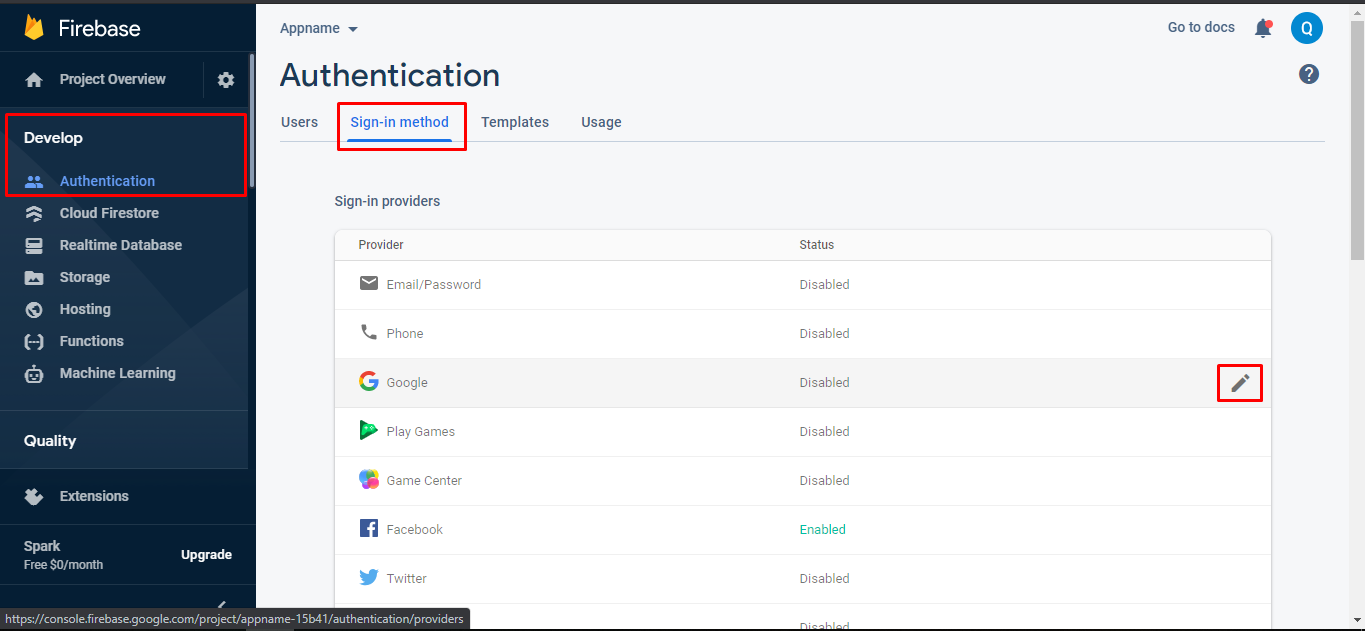 Firebase
Project Overview
Develop
Authentication
Cloud Firestore
Realtime Database
Storage
Hosting
Functions
Machine Learning
Quality
Extensions
Spark
Free $0/month
Upgrade
Appname
Go to docs
Q
?
Authentication
Users Sign-in method Templates Usage
Sign-in providers
Provider Status
Email/Password Disabled
Phone Disabled
Google Disabled
Play Games Disabled
Game Center Disabled
Facebook Enabled
Twitter Disabled
Disabled
https://console.firebase.google.com/project/appname-15b41/authentication/providers